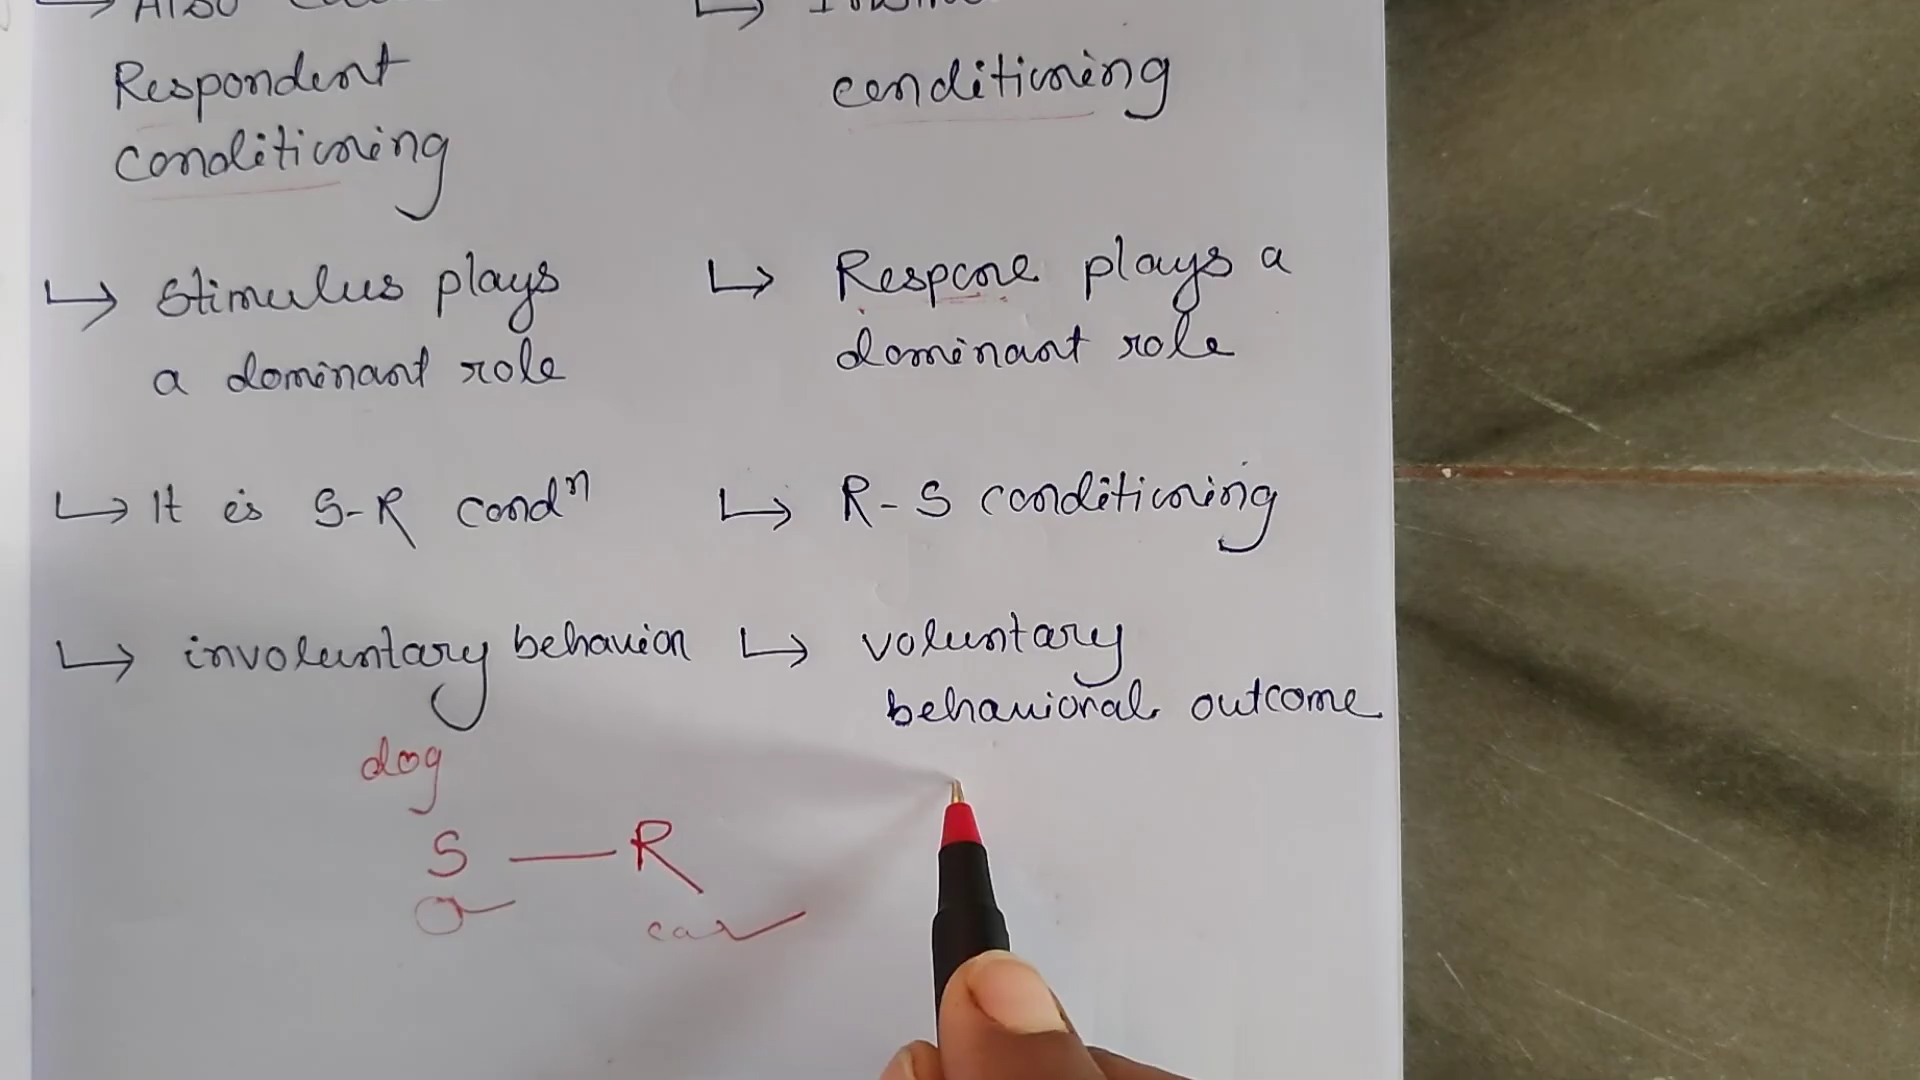 Also
Respondent
conditioning
↳ Stimulus plays
a dominant role
↳ It is S-R condⁿ
↳ involuntary behavior
dog
S — R
conditioning
↳ Respone plays a
dominant role
↳ R-S conditioning
↳ voluntary
behavioral outcome